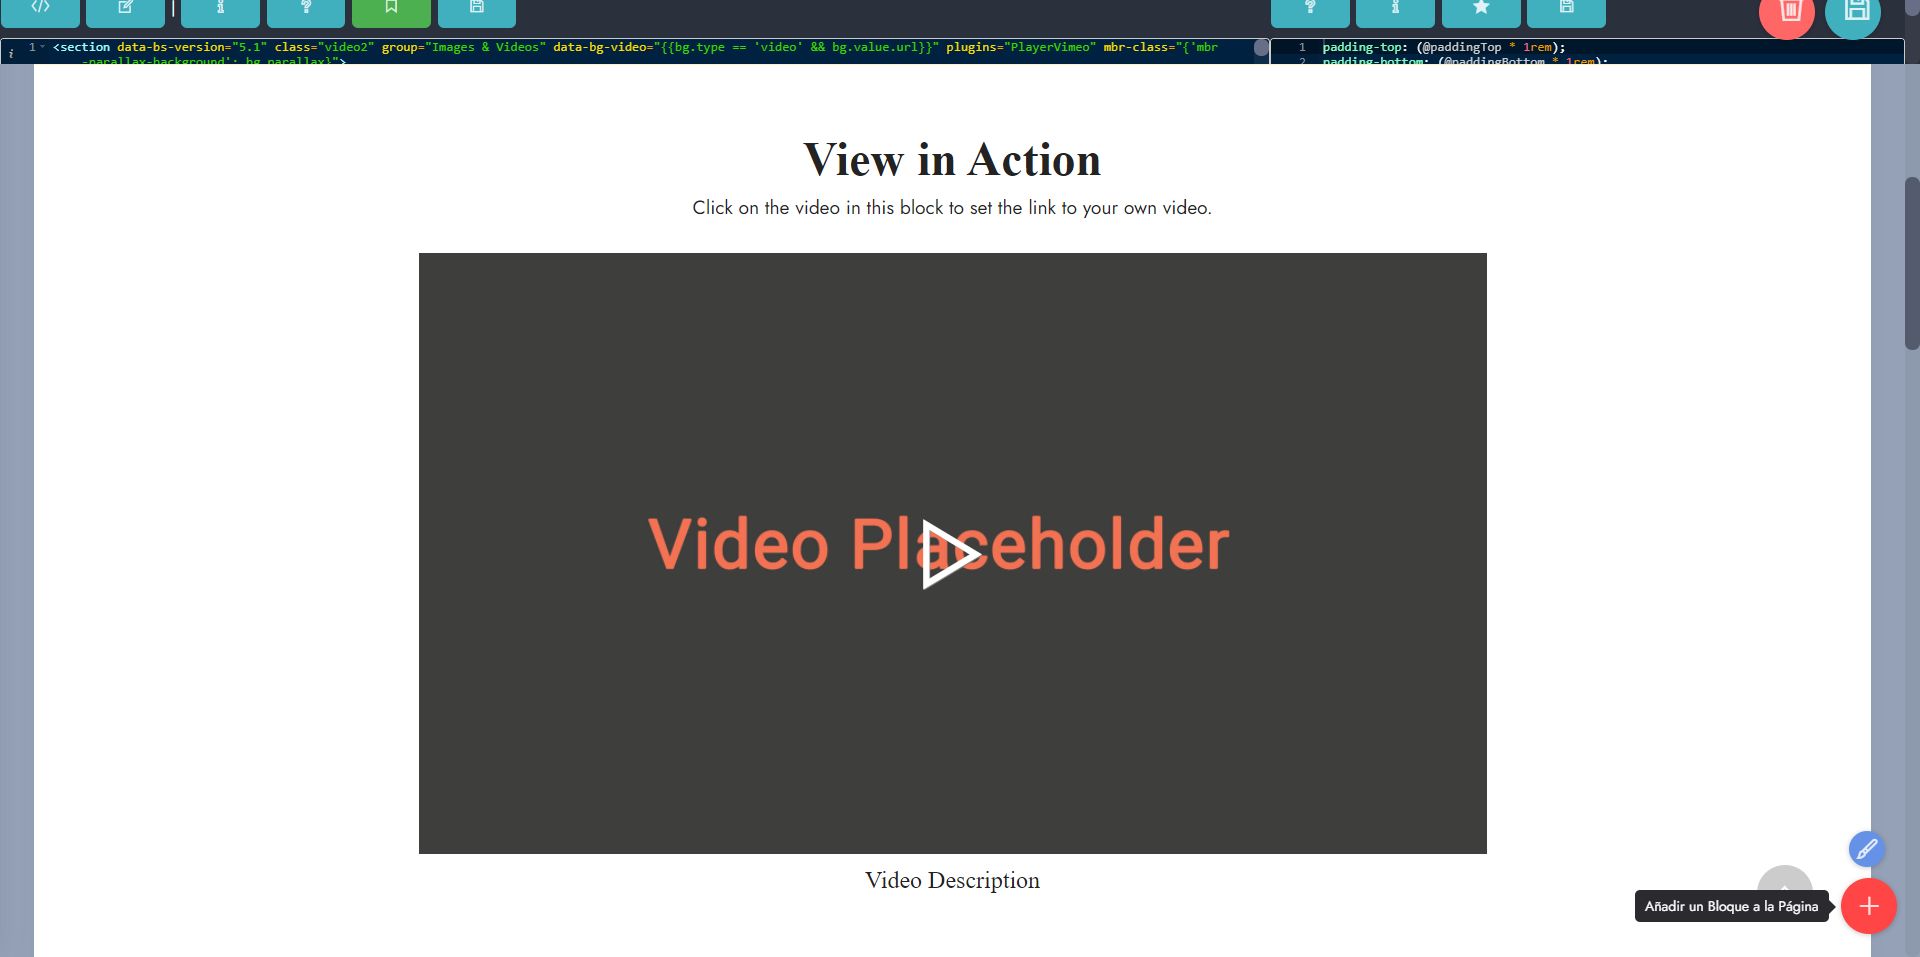 1 <section data-bs-version="5.1" class="video2" group="Images & Videos" data-bg-video="{{bg.type == 'video' && bg.value.url}}" plugins="PlayerVimeo" mbr-class="{'mbr
-parallax-background': bg.parallax}">
1 padding-top: (@paddingTop * 1rem);
2 padding-bottom: (@paddingBottom * 1rem);
View in Action
Click on the video in this block to set the link to your own video.
Video Placeholder
Video Description
Añadir un Bloque a la Página